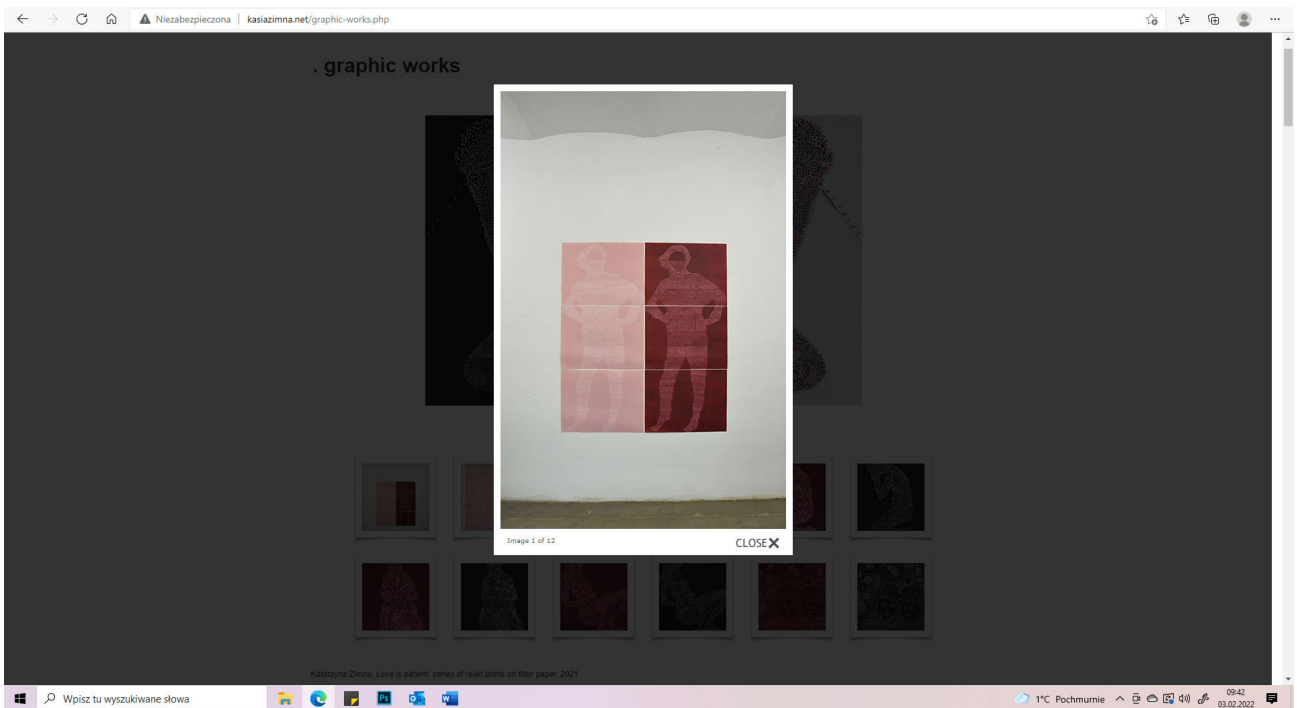 Niezabezpieczona | kasiazimna.net/graphic-works.php
. graphic works
Image 1 of 12
CLOSE
Katarzyna Zimna, Love is patient, series of relief prints on filter paper, 2021
Wpisz tu wyszukiwane słowa
Ps
1°C Pochmurnie
09:42
03.02.2022